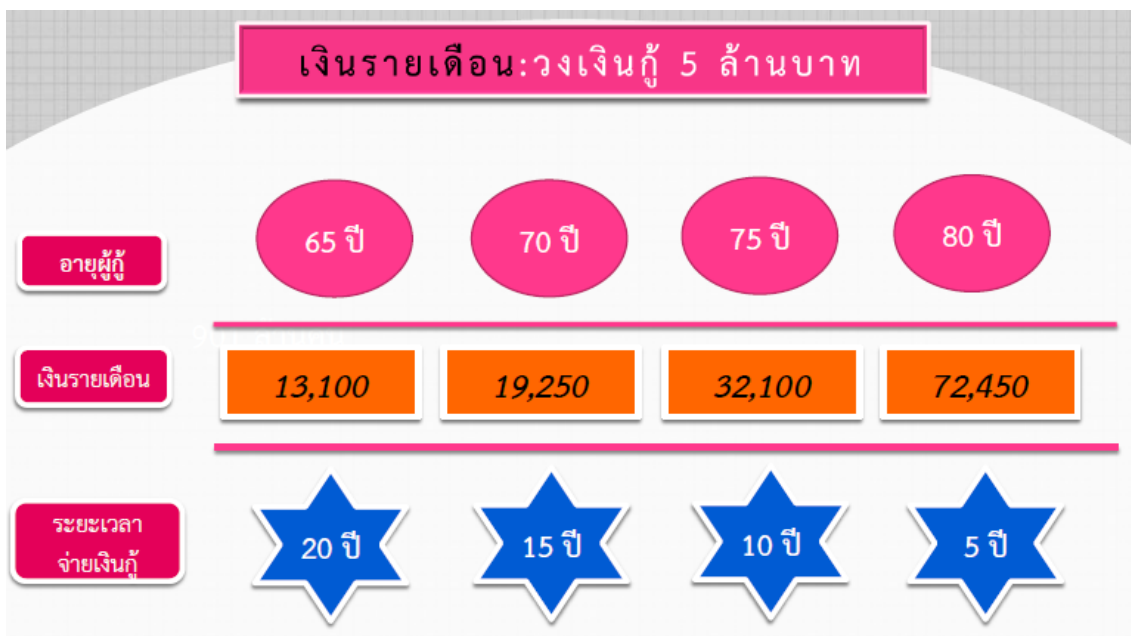 เงินรายเดือน:วงเงินกู้ 5 ล้านบาท
อายุผู้กู้
65 ปี
70 ปี
75 ปี
80 ปี
เงินรายเดือน
13,100
19,250
32,100
72,450
ระยะเวลา
จ่ายเงินกู้
20 ปี
15 ปี
10 ปี
5 ปี